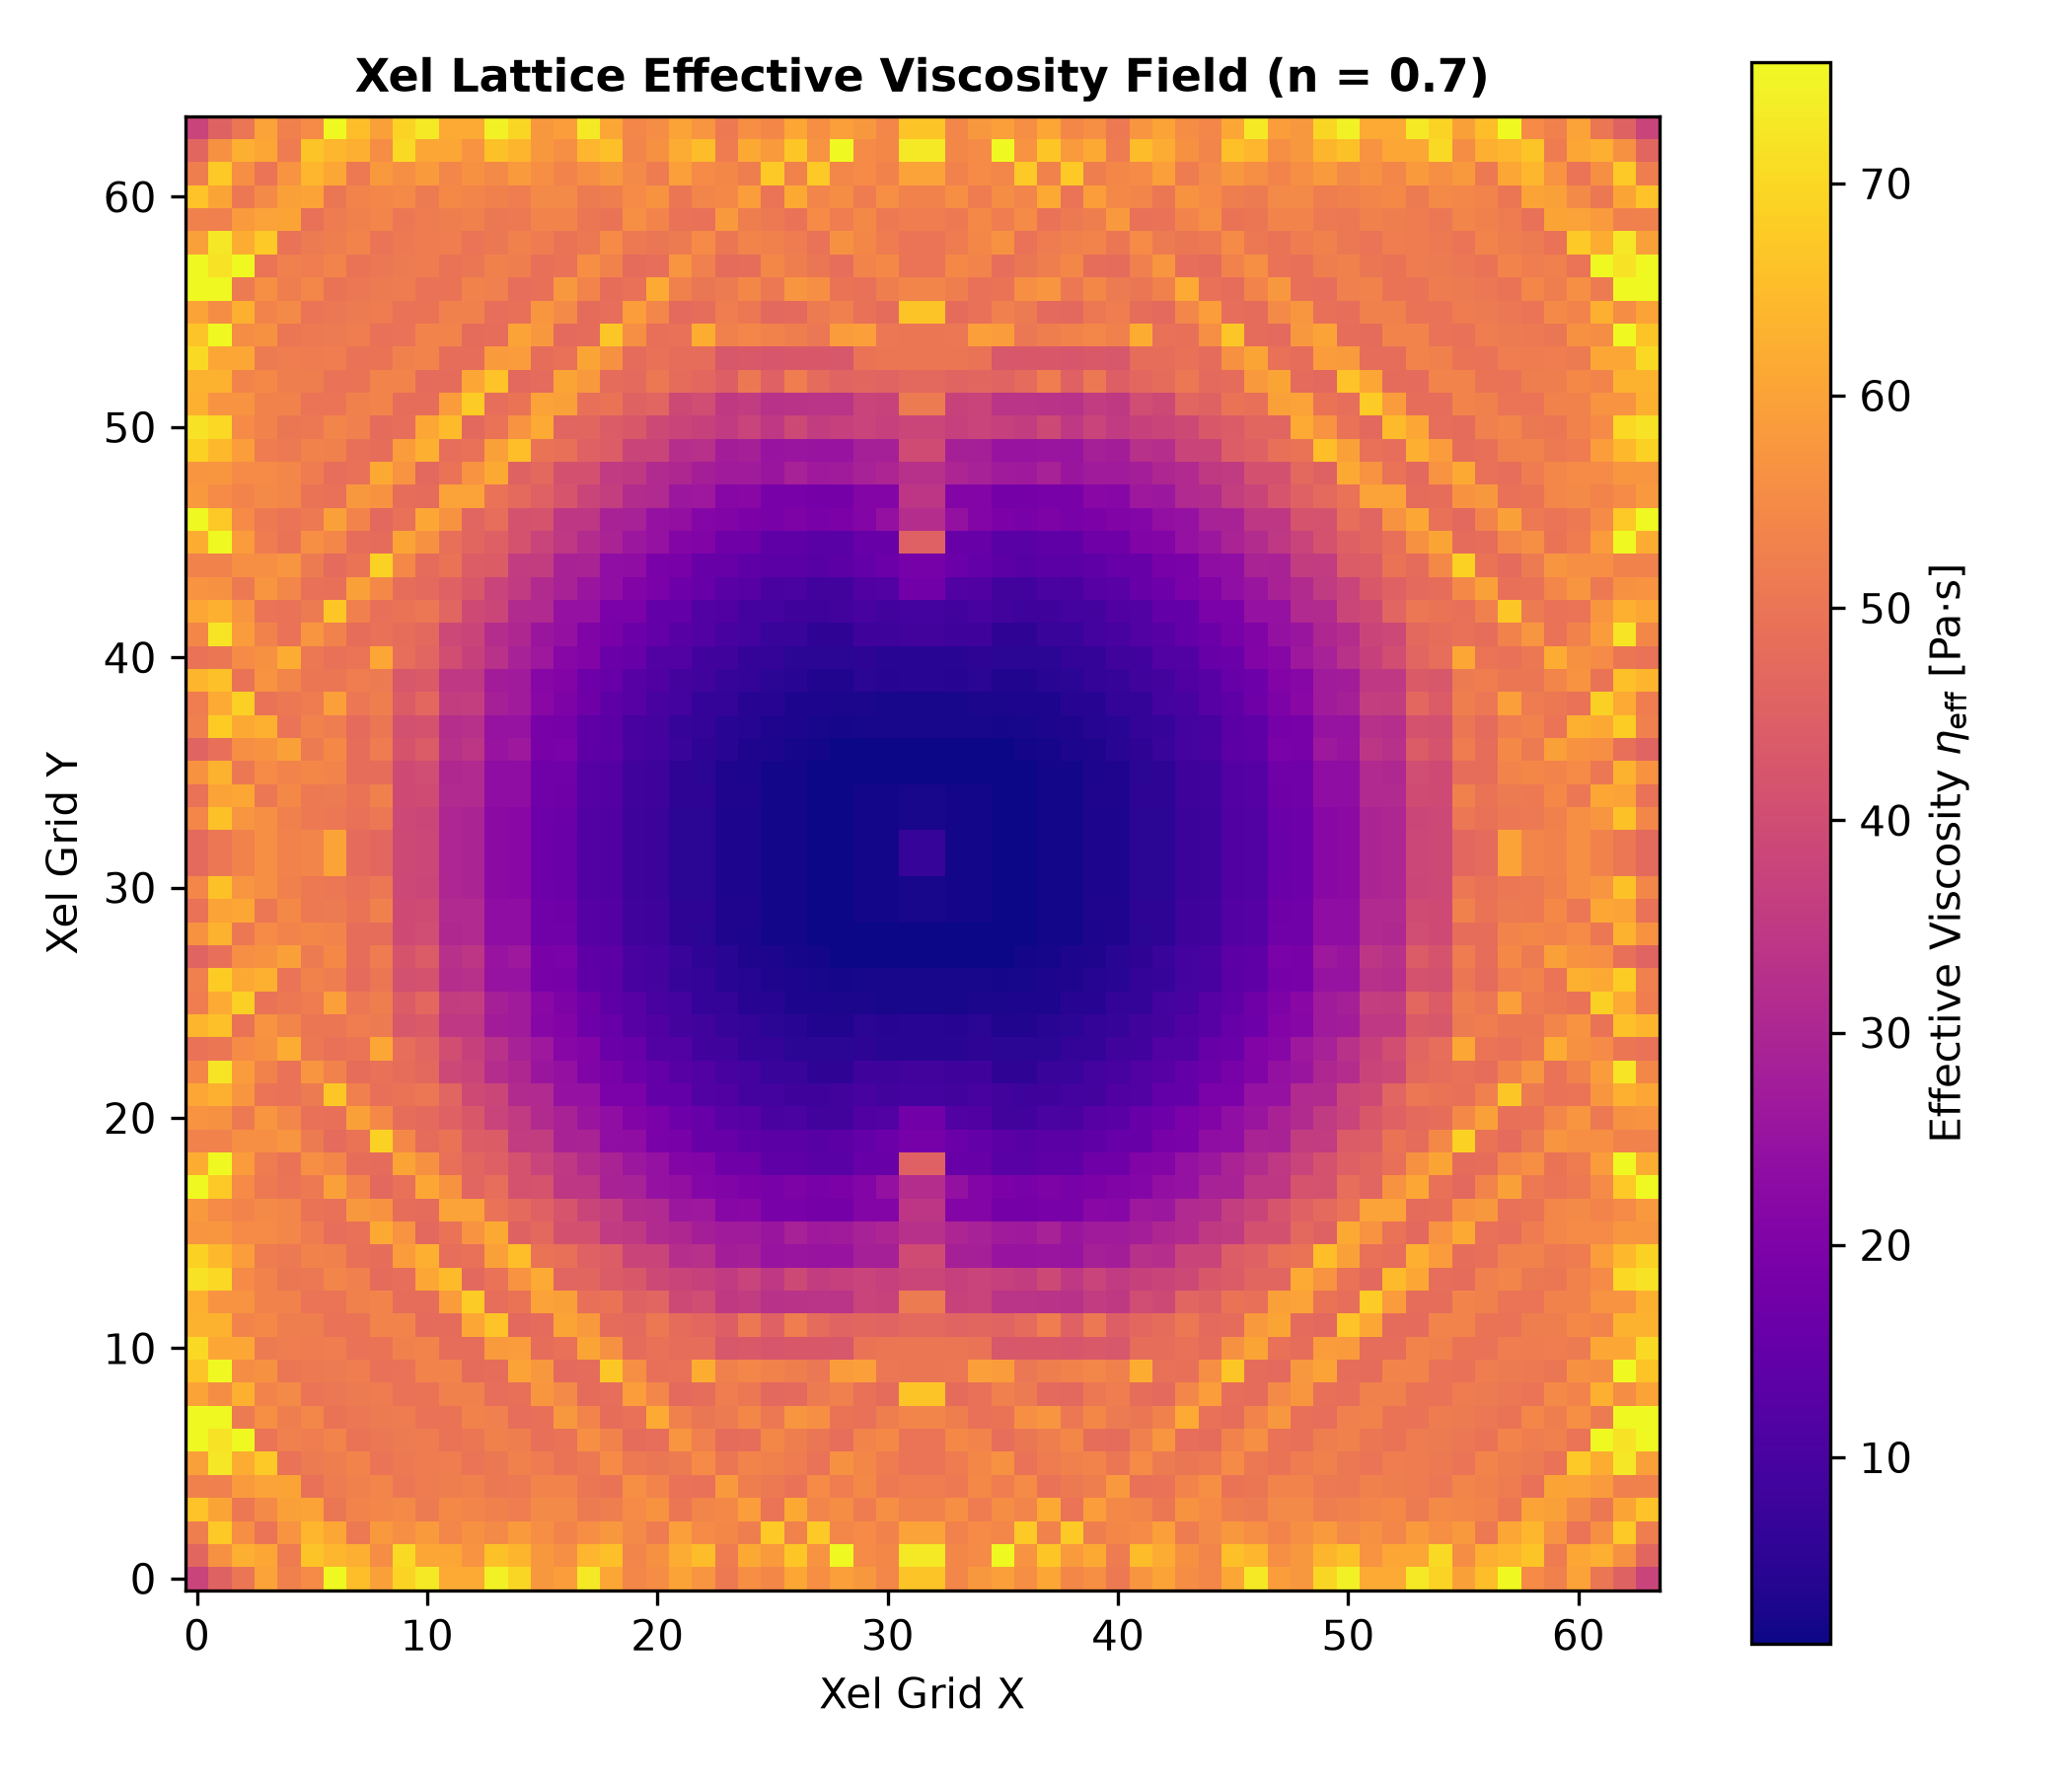 Xel Lattice Effective Viscosity Field (n = 0.7)
60
50
40
30
20
10
0
Xel Grid Y
0 10 20 30 40 50 60
Xel Grid X
70
60
50
40
30
20
10
Effective Viscosity η_eff [Pa·s]